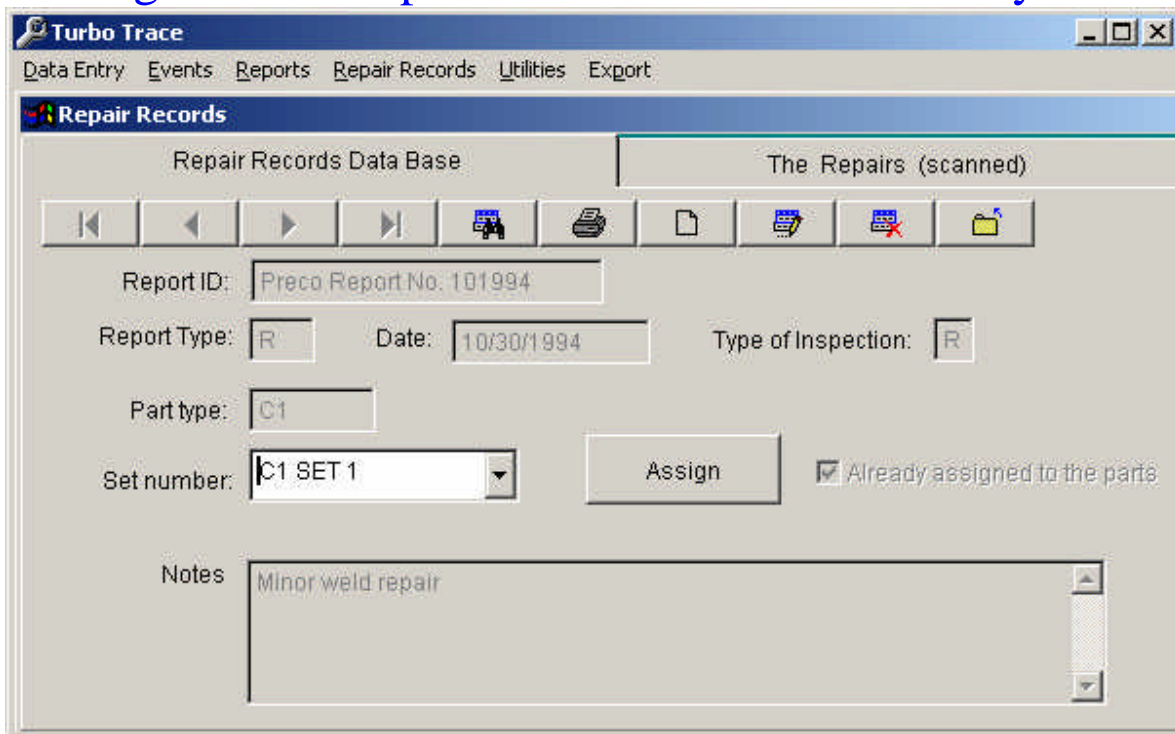 Turbo Trace
Data Entry Events Reports Repair Records Utilities Export
Repair Records
Repair Records Data Base The Repairs (scanned)
Report ID: Preco Report No. 101994
Report Type: R Date: 10/30/1994 Type of Inspection: R
Part type: C1
Set number: C1 SET 1 Assign Already assigned to the parts
Notes Minor weld repair